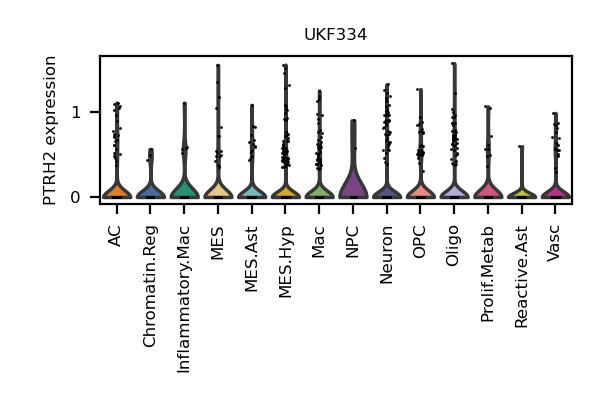 UKF334
PTRH2 expression
1
0
AC
Chromatin.Reg
Inflammatory.Mac
MES
MES.Ast
MES.Hyp
Mac
NPC
Neuron
OPC
Oligo
Prolif.Metab
Reactive.Ast
Vasc